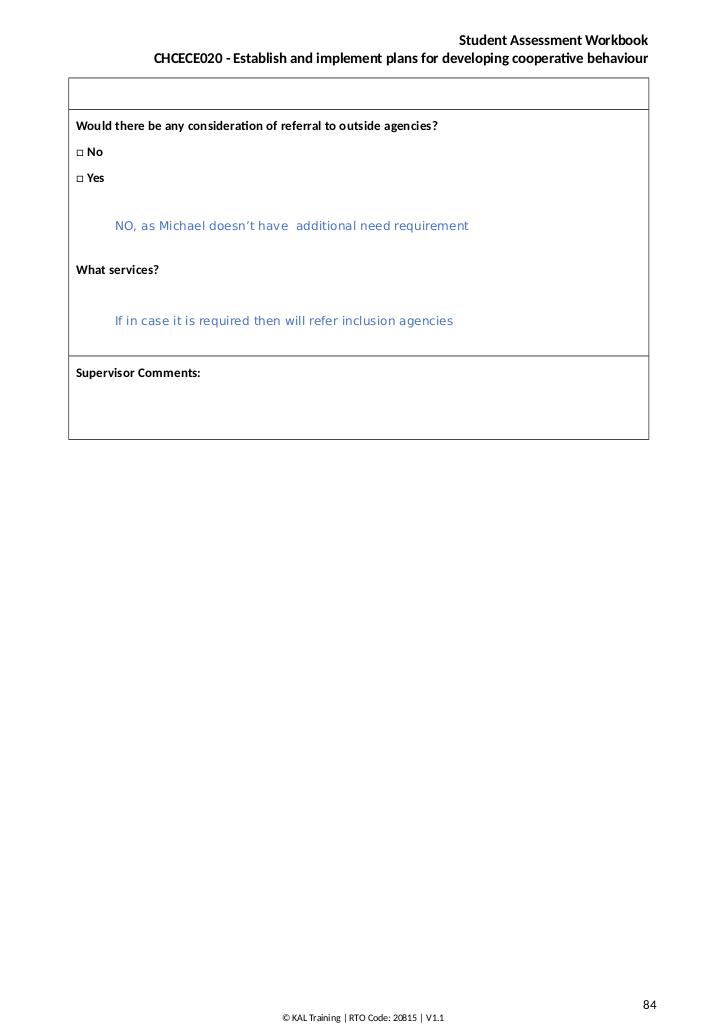 Student Assessment Workbook
CHCECE020 - Establish and implement plans for developing cooperative behaviour
Would there be any consideration of referral to outside agencies?
□ No
□ Yes
NO, as Michael doesn’t have  additional need requirement
What services?
If in case it is required then will refer inclusion agencies
Supervisor Comments:
84
© KAL Training | RTO Code: 20815 | V1.1